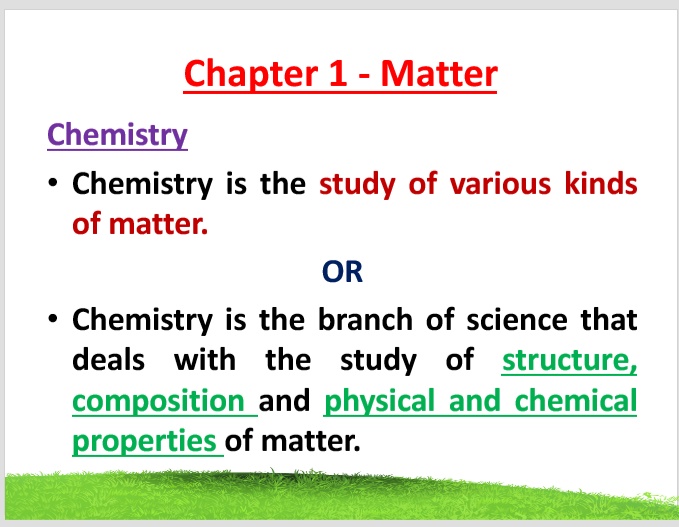 Chapter 1 - Matter
Chemistry
• Chemistry is the study of various kinds
of matter.
OR
• Chemistry is the branch of science that
deals with the study of structure,
composition and physical and chemical
properties of matter.